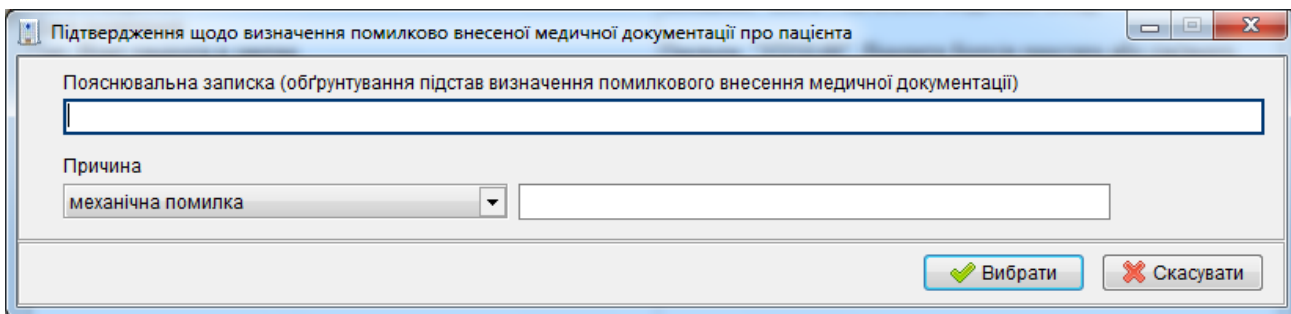 Підтвердження щодо визначення помилково внесеної медичної документації про пацієнта
Пояснювальна записка (обґрунтування підстав визначення помилкового внесення медичної документації)
Причина
механічна помилка
Вибрати Скасувати